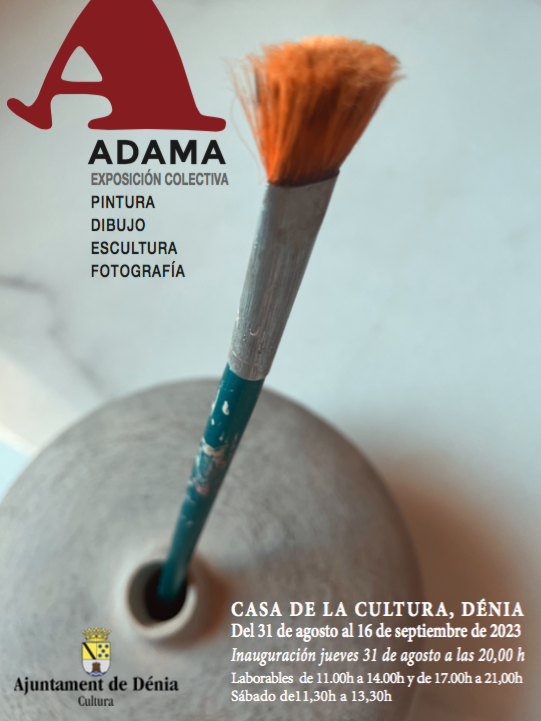 A
ADAMA
EXPOSICIÓN COLECTIVA
PINTURA
DIBUJO
ESCULTURA
FOTOGRAFÍA
CASA DE LA CULTURA, DÉNIA
Del 31 de agosto al 16 de septiembre de 2023
Inauguración jueves 31 de agosto a las 20,00 h
Laborables de 11.00h a 14.00h y de 17.00h a 21,00h
Sábado de11,30h a 13,30h
Ajuntament de Dénia
Cultura